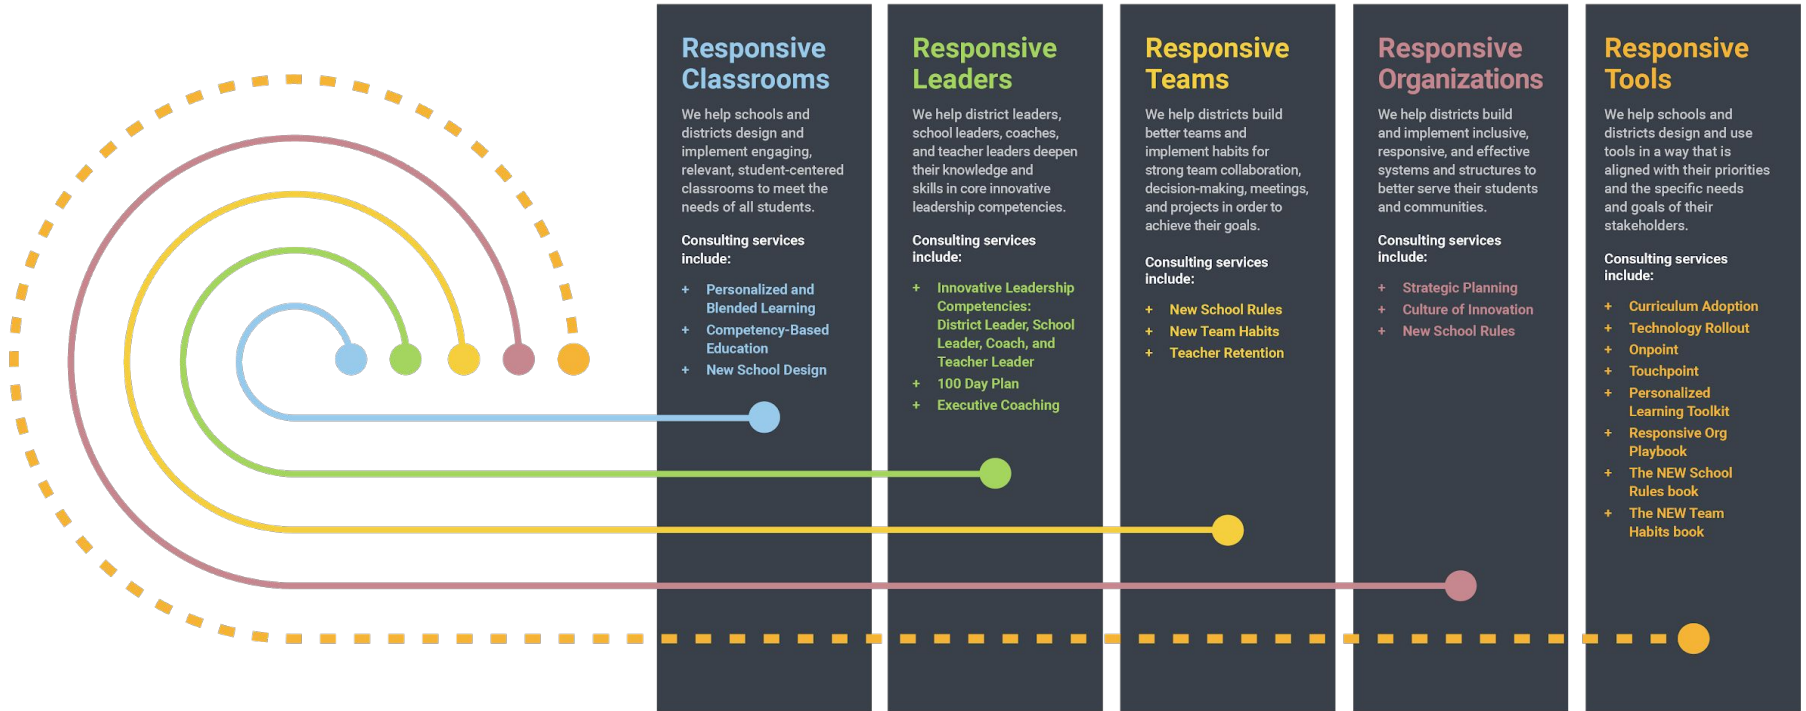 Responsive
Classrooms
We help schools and
districts design and
implement engaging,
relevant, student-centered
classrooms to meet the
needs of all students.
Consulting services
include:
+ Personalized and
Blended Learning
+ Competency-Based
Education
+ New School Design
Responsive
Leaders
We help district leaders,
school leaders, coaches,
and teacher leaders deepen
their knowledge and
skills in core innovative
leadership competencies.
Consulting services
include:
+ Innovative Leadership
Competencies:
District Leader, School
Leader, Coach, and
Teacher Leader
+ 100 Day Plan
+ Executive Coaching
Responsive
Teams
We help districts build
better teams and
implement habits for
strong team collaboration,
decision-making, meetings,
and projects in order to
achieve their goals.
Consulting services
include:
+ New School Rules
+ New Team Habits
+ Teacher Retention
Responsive
Organizations
We help districts build
and implement inclusive,
responsive, and effective
systems and structures to
better serve their students
and communities.
Consulting services
include:
+ Strategic Planning
+ Culture of Innovation
+ New School Rules
Responsive
Tools
We help schools and
districts design and use
tools in a way that is
aligned with their priorities
and the specific needs
and goals of their
stakeholders.
Consulting services
include:
+ Curriculum Adoption
+ Technology Rollout
+ Onpoint
+ Touchpoint
+ Personalized
Learning Toolkit
+ Responsive Org
Playbook
+ The NEW School
Rules book
+ The NEW Team
Habits book